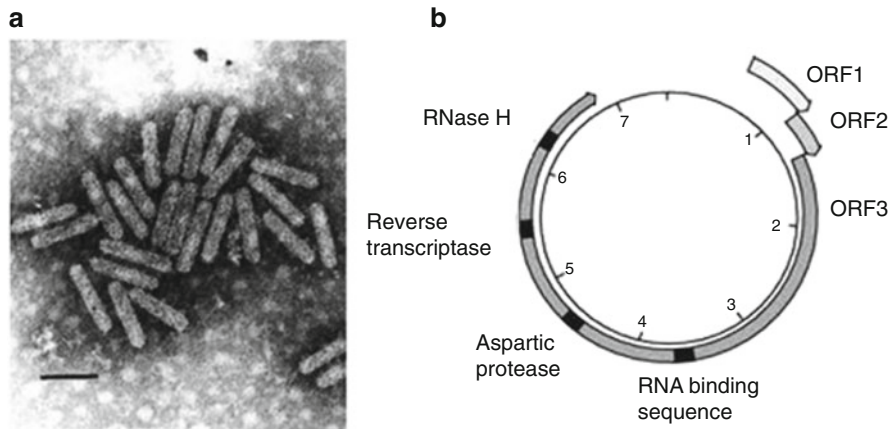 a
b
ORF1
ORF2
ORF3
RNase H
Reverse
transcriptase
Aspartic
protease
RNA binding
sequence
1
2
3
4
5
6
7